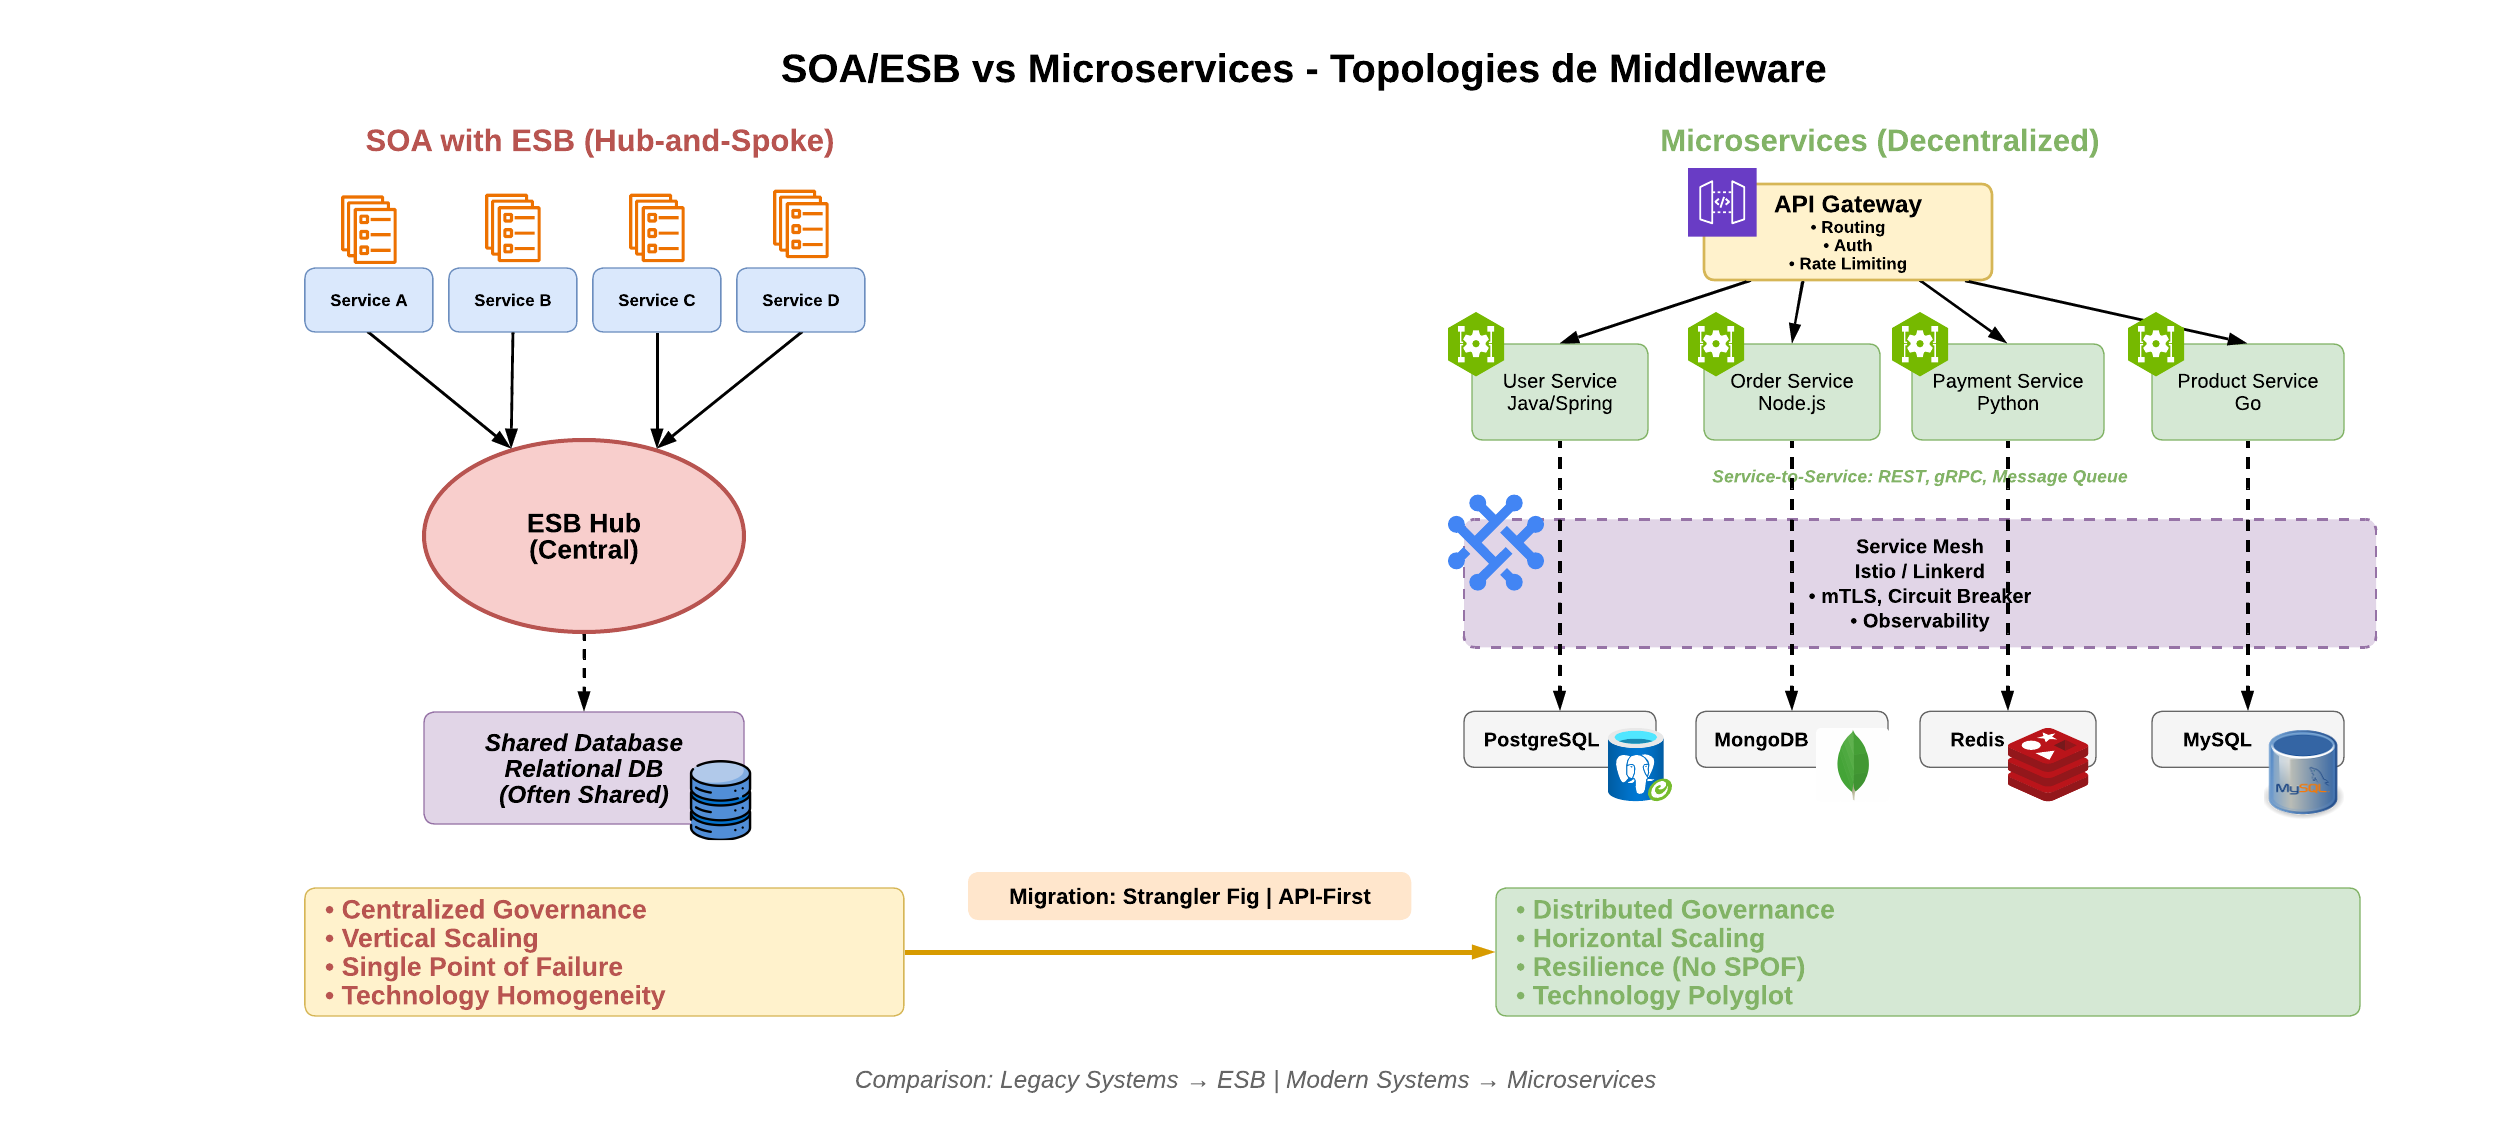 SOA/ESB vs Microservices - Topologies de Middleware
SOA with ESB (Hub-and-Spoke)
Service A
Service B
Service C
Service D
ESB Hub
(Central)
Shared Database
Relational DB
(Often Shared)
Microservices (Decentralized)
API Gateway
• Routing
• Auth
• Rate Limiting
User Service
Java/Spring
Order Service
Node.js
Payment Service
Python
Product Service
Go
Service-to-Service: REST, gRPC, Message Queue
Service Mesh
Istio / Linkerd
• mTLS, Circuit Breaker
• Observability
PostgreSQL
MongoDB
Redis
MySQL
MySQL
• Centralized Governance
• Vertical Scaling
• Single Point of Failure
• Technology Homogeneity
Migration: Strangler Fig | API-First
• Distributed Governance
• Horizontal Scaling
• Resilience (No SPOF)
• Technology Polyglot
Comparison: Legacy Systems → ESB | Modern Systems → Microservices